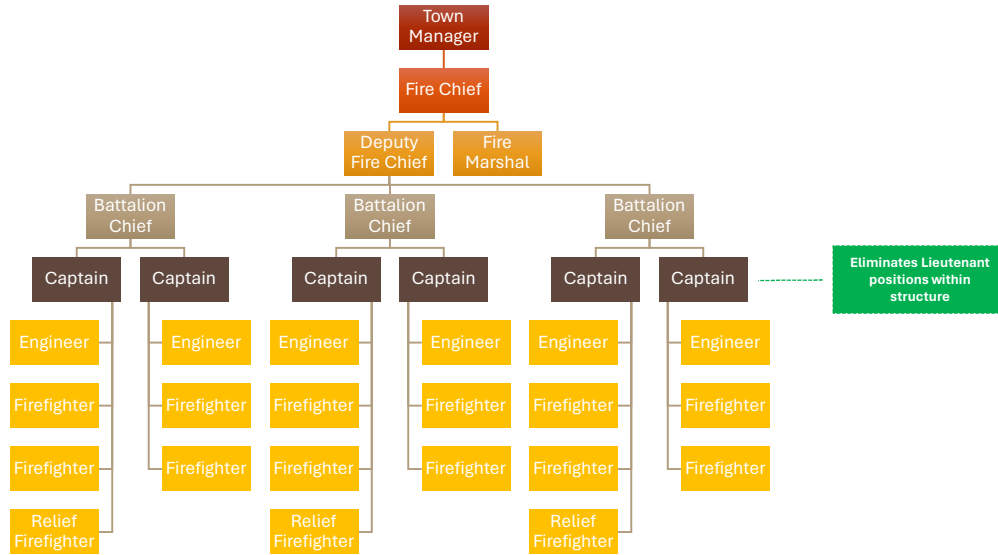 Town
Manager
Fire Chief
Deputy
Fire Chief
Fire
Marshal
Battalion
Chief
Battalion
Chief
Battalion
Chief
Captain
Captain
Captain
Captain
Captain
Captain
Eliminates Lieutenant
positions within
structure
Engineer
Engineer
Engineer
Engineer
Engineer
Engineer
Firefighter
Firefighter
Firefighter
Firefighter
Firefighter
Firefighter
Firefighter
Firefighter
Firefighter
Firefighter
Firefighter
Firefighter
Relief
Firefighter
Relief
Firefighter
Relief
Firefighter